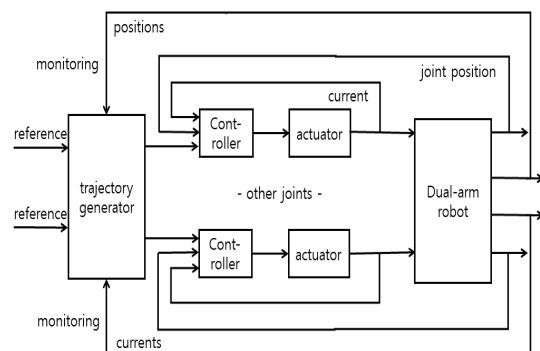 positions
monitoring
joint position
current
reference
Cont-
roller
actuator
trajectory
generator
- other joints -
Dual-arm
robot
reference
Cont-
roller
actuator
monitoring
currents